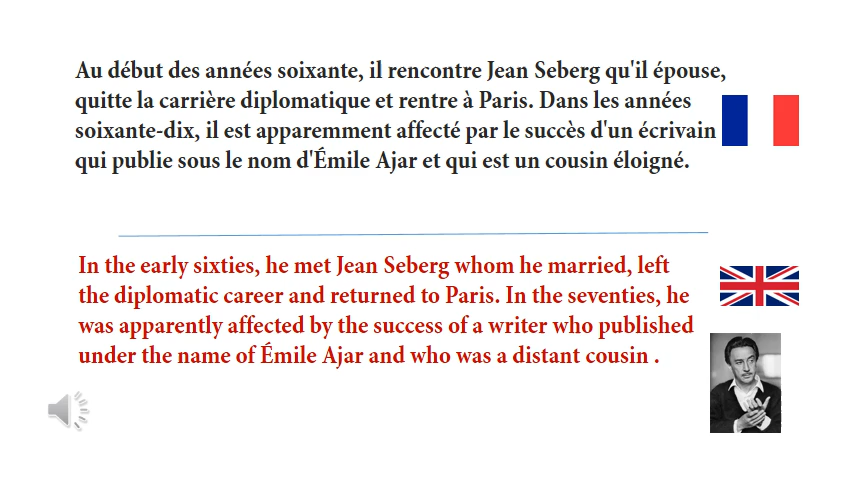 Au début des années soixante, il rencontre Jean Seberg qu'il épouse,
quitte la carrière diplomatique et rentre à Paris. Dans les années
soixante-dix, il est apparemment affecté par le succès d'un écrivain
qui publie sous le nom d'Émile Ajar et qui est un cousin éloigné.
In the early sixties, he met Jean Seberg whom he married, left
the diplomatic career and returned to Paris. In the seventies, he
was apparently affected by the success of a writer who published
under the name of Émile Ajar and who was a distant cousin .